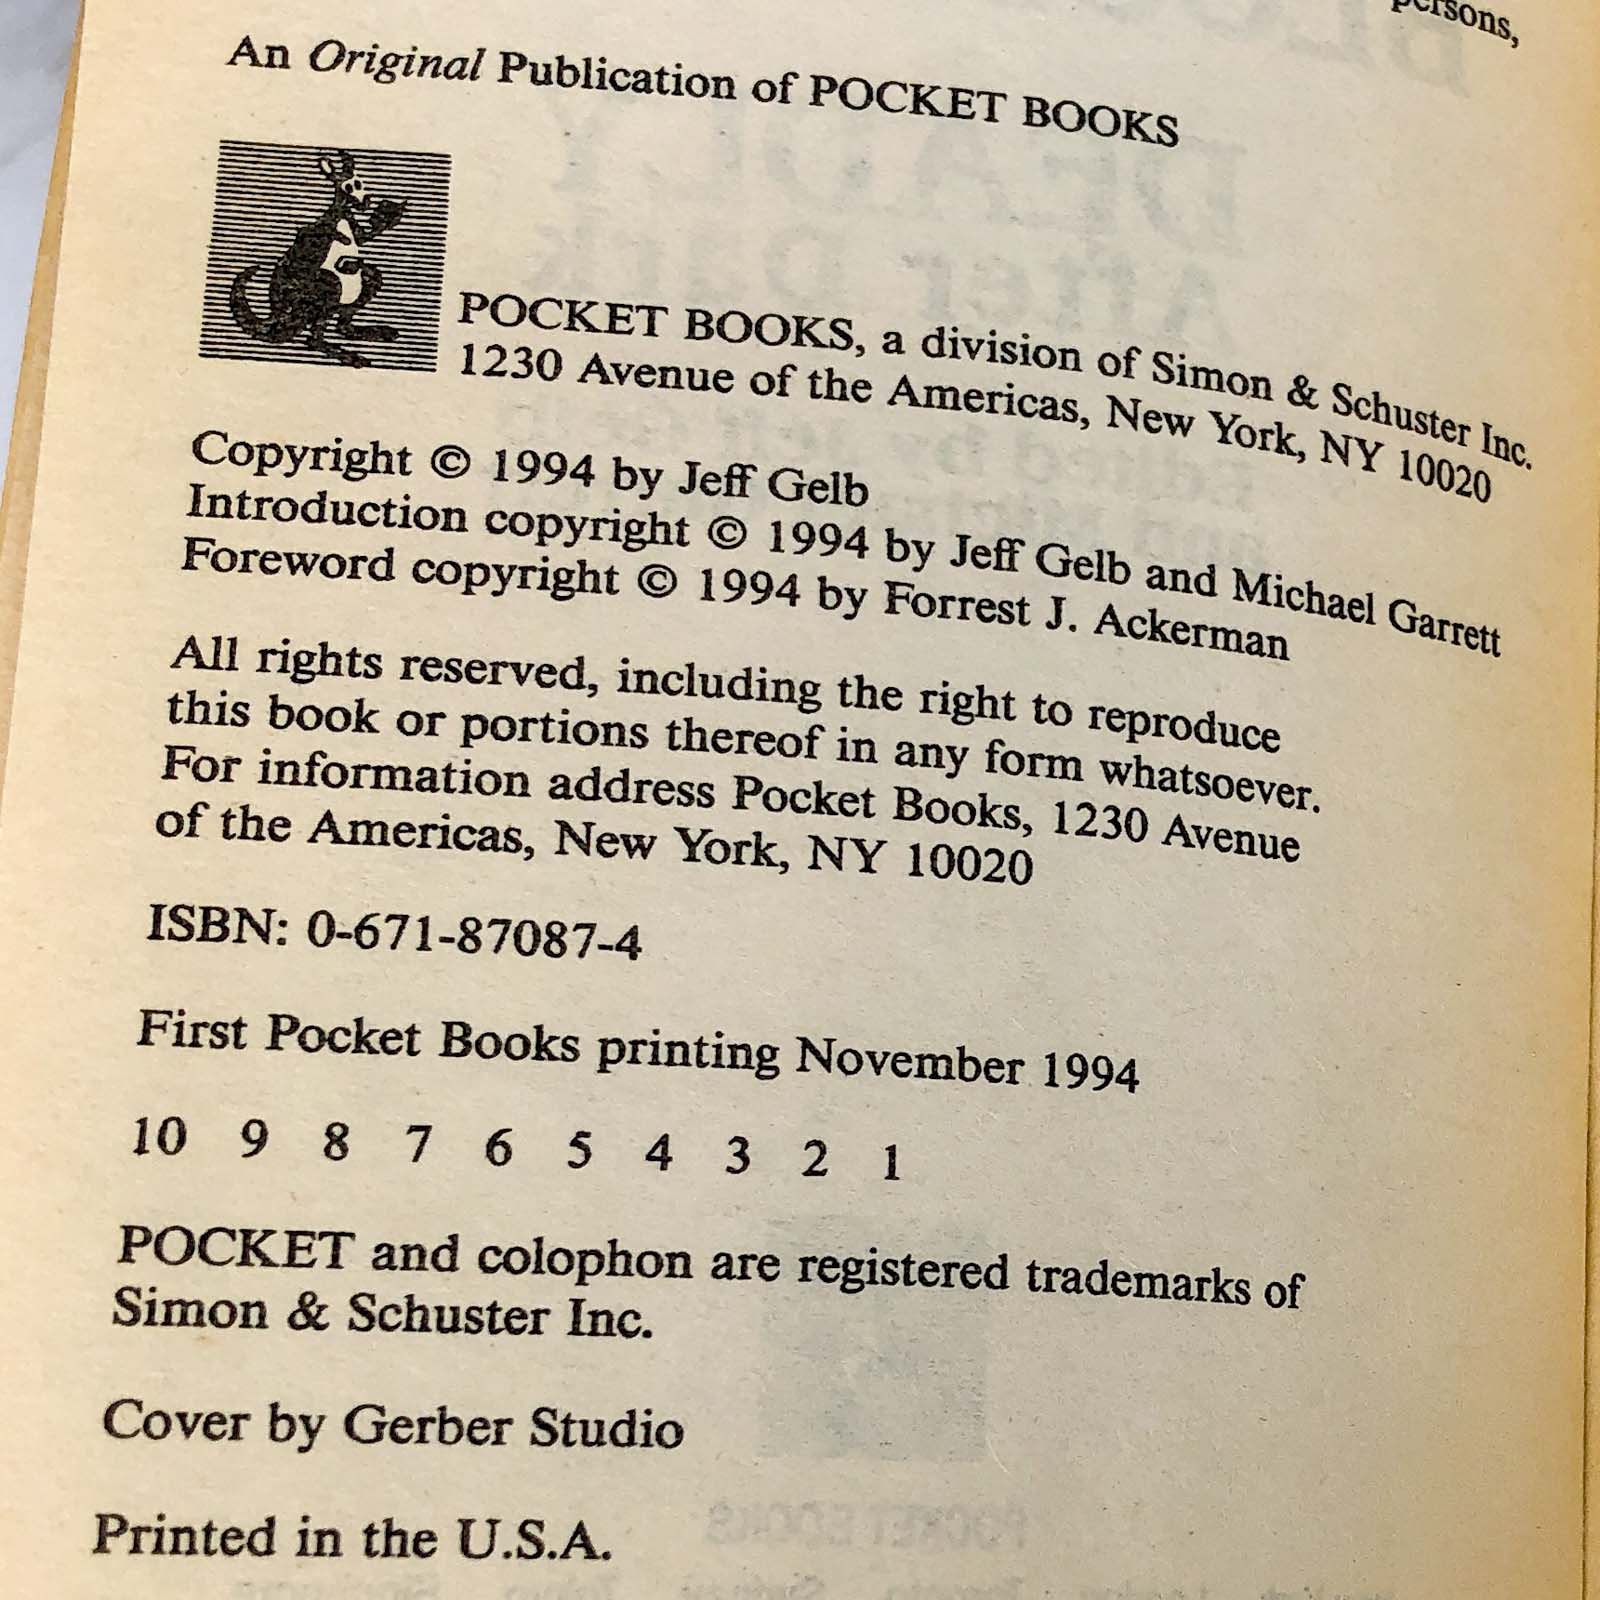 persons,
An Original Publication of POCKET BOOKS
POCKET BOOKS, a division of Simon & Schuster Inc.
1230 Avenue of the Americas, New York, NY 10020
Copyright © 1994 by Jeff Gelb
Introduction copyright © 1994 by Jeff Gelb and Michael Garrett
Foreword copyright © 1994 by Forrest J. Ackerman
All rights reserved, including the right to reproduce
this book or portions thereof in any form whatsoever.
For information address Pocket Books, 1230 Avenue
of the Americas, New York, NY 10020
ISBN: 0-671-87087-4
First Pocket Books printing November 1994
10 9 8 7 6 5 4 3 2 1
POCKET and colophon are registered trademarks of
Simon & Schuster Inc.
Cover by Gerber Studio
Printed in the U.S.A.